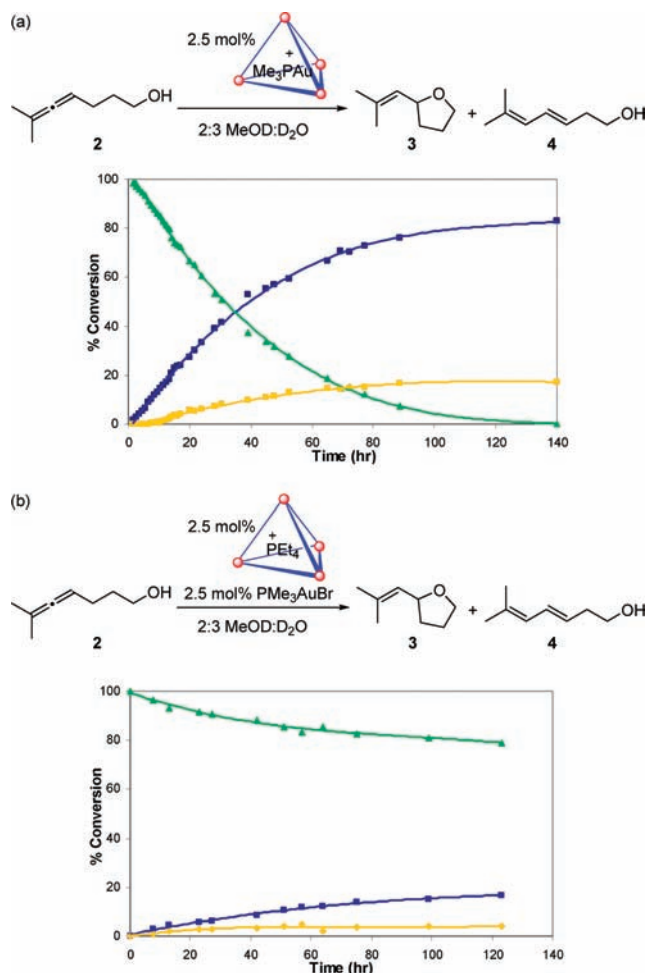 (a)
2.5 mol%
+
Me₃PAu
OH
2:3 MeOD:D₂O
O
+
OH
2
3
4
100
80
60
40
20
0
% Conversion
0 20 40 60 80 100 120 140
Time (hr)
(b)
2.5 mol%
+
PEt₄
OH
2.5 mol% PMe₃AuBr
2:3 MeOD:D₂O
O
+
OH
2
3
4
100
80
60
40
20
0
% Conversion
0 20 40 60 80 100 120 140
Time (hr)